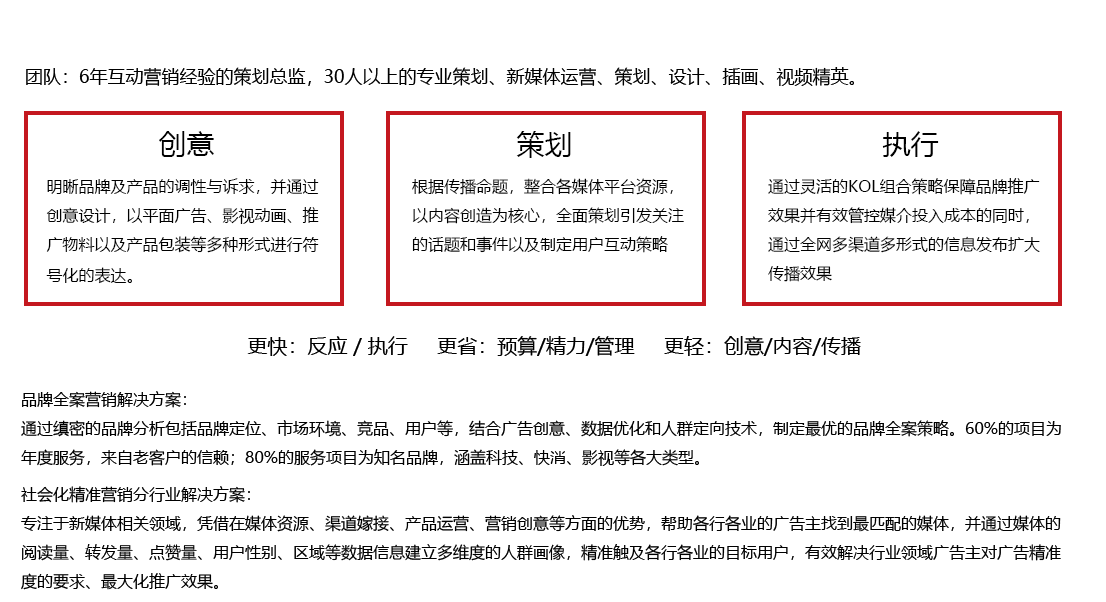 团队：6年互动营销经验的策划总监，30人以上的专业策划、新媒体运营、策划、设计、插画、视频精英。
创意
明晰品牌及产品的调性与诉求，并通过
创意设计，以平面广告、影视动画、推
广物料以及产品包装等多种形式进行符
号化的表达。
策划
根据传播命题，整合各媒体平台资源，
以内容创造为核心，全面策划引发关注
的话题和事件以及制定用户互动策略
执行
通过灵活的KOL组合策略保障品牌推广
效果并有效管控媒介投入成本的同时，
通过全网多渠道多形式的信息发布扩大
传播效果
更快：反应 / 执行 更省：预算/精力/管理 更轻：创意/内容/传播
品牌全案营销解决方案：
通过缜密的品牌分析包括品牌定位、市场环境、竞品、用户等，结合广告创意、数据优化和人群定向技术，制定最优的品牌全案策略。60%的项目为
年度服务，来自老客户的信赖；80%的服务项目为知名品牌，涵盖科技、快消、影视等各大类型。
社会化精准营销分行业解决方案：
专注于新媒体相关领域，凭借在媒体资源、渠道嫁接、产品运营、营销创意等方面的优势，帮助各行各业的广告主找到最匹配的媒体，并通过媒体的
阅读量、转发量、点赞量、用户性别、区域等数据信息建立多维度的人群画像，精准触及各行各业的目标用户，有效解决行业领域广告主对广告精准
度的要求、最大化推广效果。